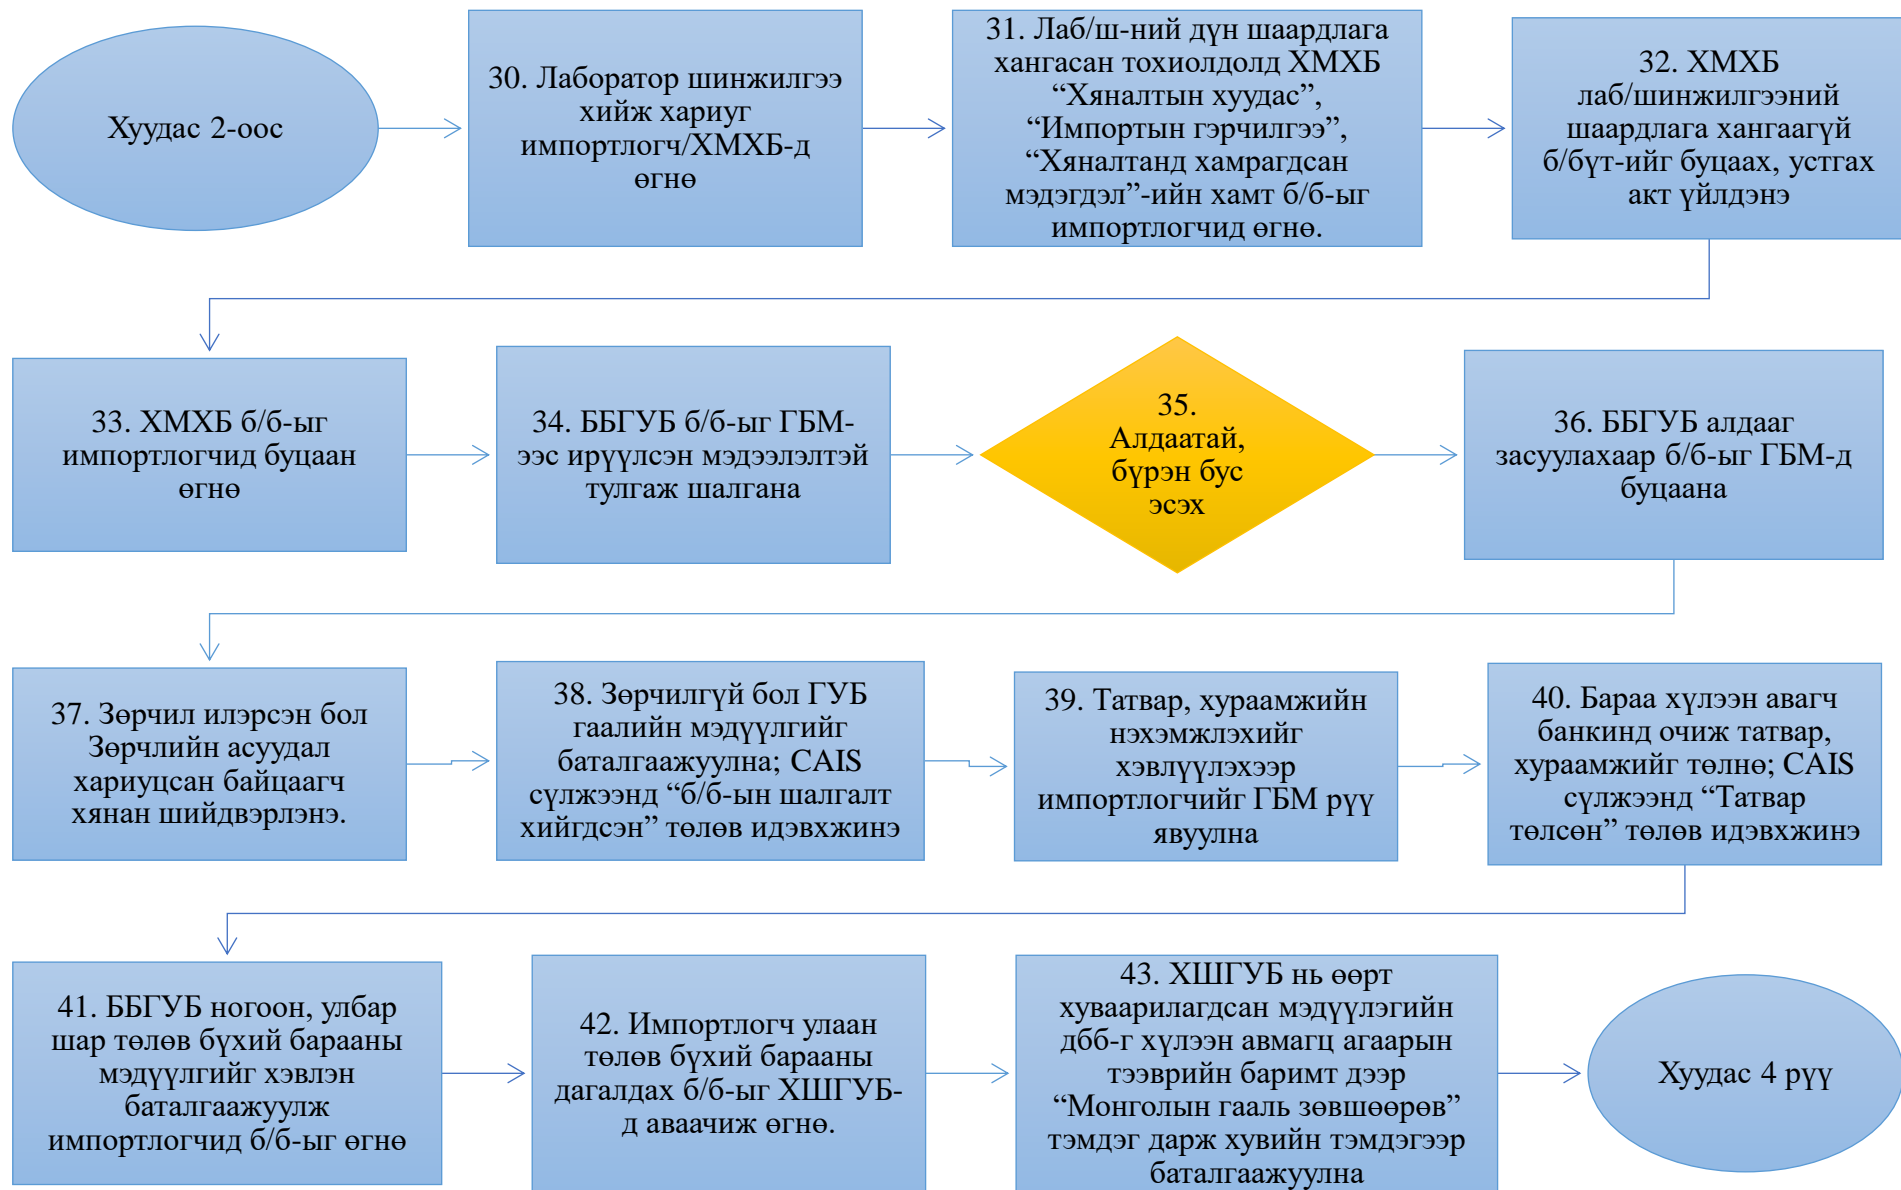 Хуудас 2-оос
30. Лаборатор шинжилгээ
хийж хариуг
импортлогч/ХМХБ-д
өгнө
31. Лаб/ш-ний дүн шаардлага
хангасан тохиолдолд ХМХБ
“Хяналтын хуудас”,
“Импортын гэрчилгээ”,
“Хяналтанд хамрагдсан
мэдэгдэл”-ийн хамт б/б-ыг
импортлогчид өгнө.
32. ХМХБ
лаб/шинжилгээний
шаардлага хангаагүй
б/бүт-ийг буцаах, устгах
акт үйлдэнэ
33. ХМХБ б/б-ыг
импортлогчид буцаан
өгнө
34. ББГУБ б/б-ыг ГБМ-
ээс ирүүлсэн мэдээлэлтэй
тулгаж шалгана
35.
Алдаатай,
бүрэн бус
эсэх
36. ББГУБ алдааг
засуулахаар б/б-ыг ГБМ-д
буцаана
37. Зөрчил илэрсэн бол
Зөрчлийн асуудал
хариуцсан байцаагч
хянан шийдвэрлэнэ.
38. Зөрчилгүй бол ГУБ
гаалийн мэдүүлгийг
баталгаажуулна; CAIS
сүлжээнд “б/б-ын шалгалт
хийгдсэн” төлөв идэвхжинэ
39. Татвар, хураамжийн
нэхэмжлэхийг
хэвлүүлэхээр
импортлогчийг ГБМ рүү
явуулна
40. Бараа хүлээн авагч
банкинд очиж татвар,
хураамжийг төлнө; CAIS
сүлжээнд “Татвар
төлсөн” төлөв идэвхжинэ
41. ББГУБ ногоон, улбар
шар төлөв бүхий барааны
мэдүүлгийг хэвлэн
баталгаажуулж
импортлогчид б/б-ыг өгнө
42. Импортлогч улаан
төлөв бүхий барааны
дагалдах б/б-ыг ХШГУБ-
д аваачиж өгнө.
43. ХШГУБ нь өөрт
хуваарилагдсан мэдүүлэгийн
дбб-г хүлээн авмагц агаарын
тээврийн баримт дээр
“Монголын гааль зөвшөөрөв”
тэмдэг дарж хувийн тэмдэгээр
баталгаажуулна
Хуудас 4 рүү